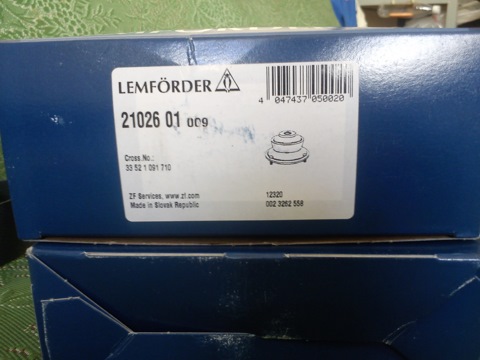 LEMFÖRDER
4 047437 050020
21026 01 009
Cross.No.:
33 52 1 091 710
ZF Services, www.zf.com
Made in Slovak Republic
12320
002 3262 558